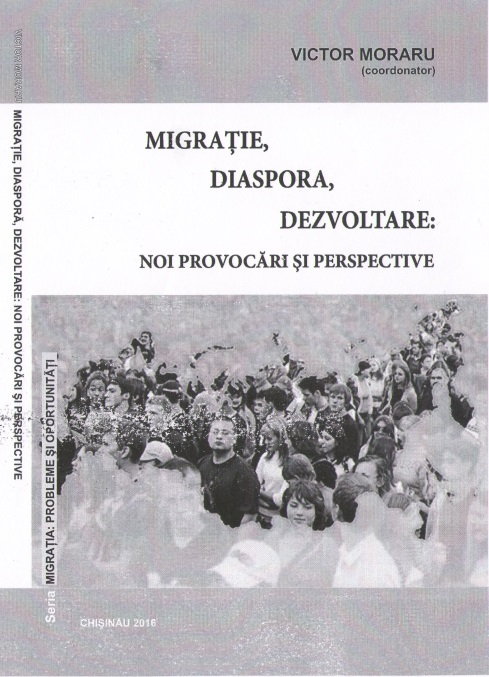 VICTOR MORARU
(coordonator)
MIGRAȚIE,
DIASPORA,
DEZVOLTARE:
NOI PROVOCĂRI ȘI PERSPECTIVE
MIGRAȚIE, DIASPORĂ, DEZVOLTARE: NOI PROVOCĂRI ȘI PERSPECTIVE
Seria MIGRAȚIA: PROBLEME ȘI OPORTUNITĂȚI
CHIȘINĂU 2016